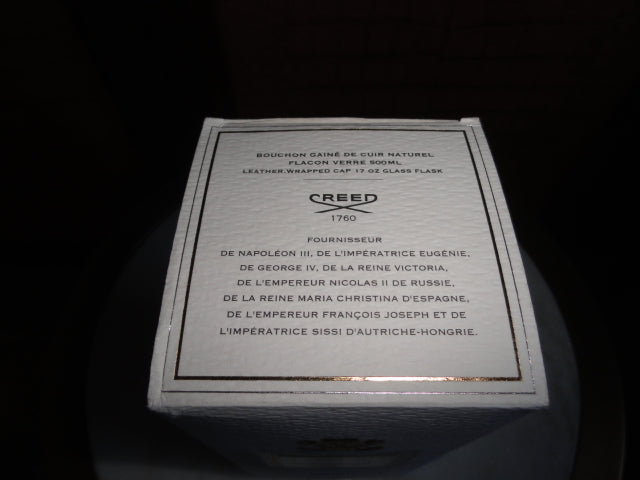 BOUCHON GAINÉ DE CUIR NATUREL
FLACON VERRE 500ML
LEATHER.WRAPPED CAP 17 OZ GLASS FLASK
CREED
1760
FOURNISSEUR
DE NAPOLÉON III, DE L'IMPÉRATRICE EUGÉNIE,
DE GEORGE IV, DE LA REINE VICTORIA,
DE L'EMPEREUR NICOLAS II DE RUSSIE,
DE LA REINE MARIA CHRISTINA D'ESPAGNE,
DE L'EMPEREUR FRANÇOIS JOSEPH ET DE
L'IMPÉRATRICE SISSI D'AUTRICHE-HONGRIE.